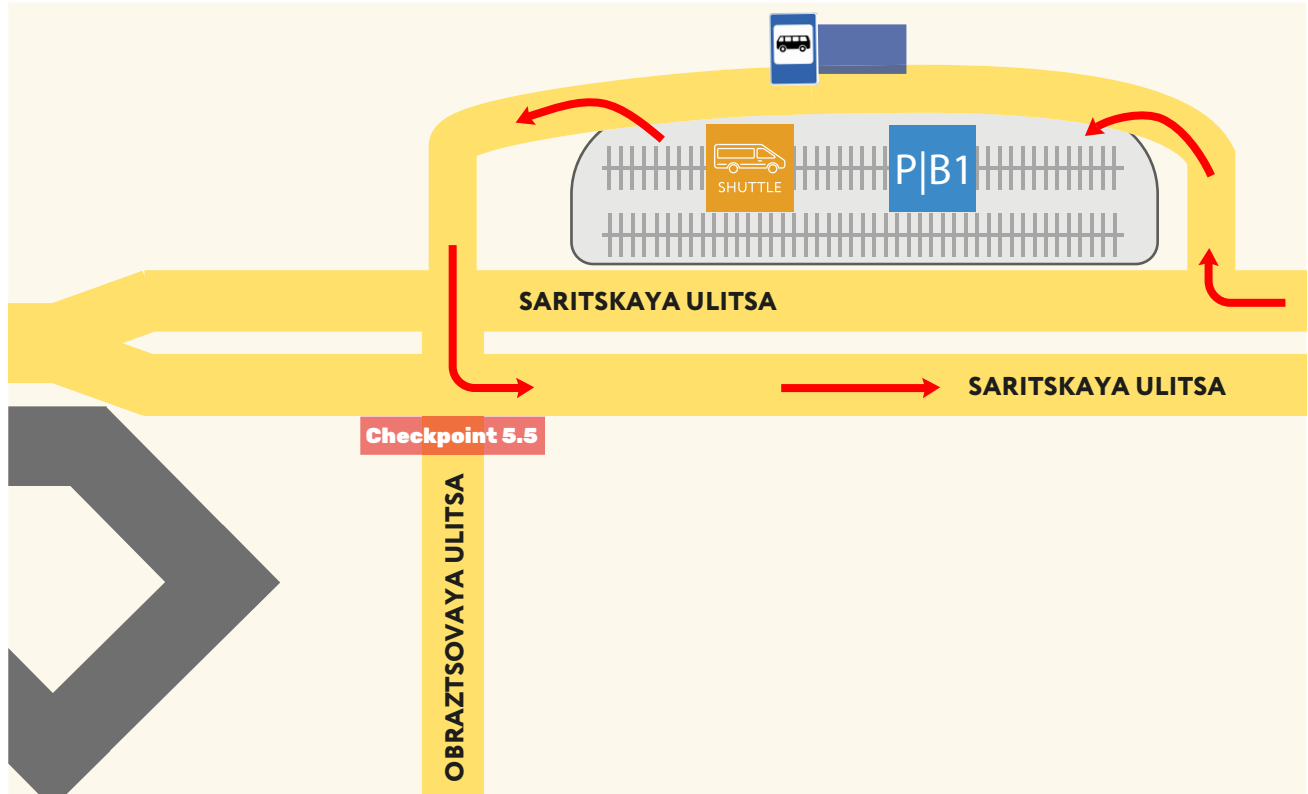 SHUTTLE
P|B1
SARITSKAYA ULITSA
SARITSKAYA ULITSA
Checkpoint 5.5
OBRAZTSOVAYA ULITSA